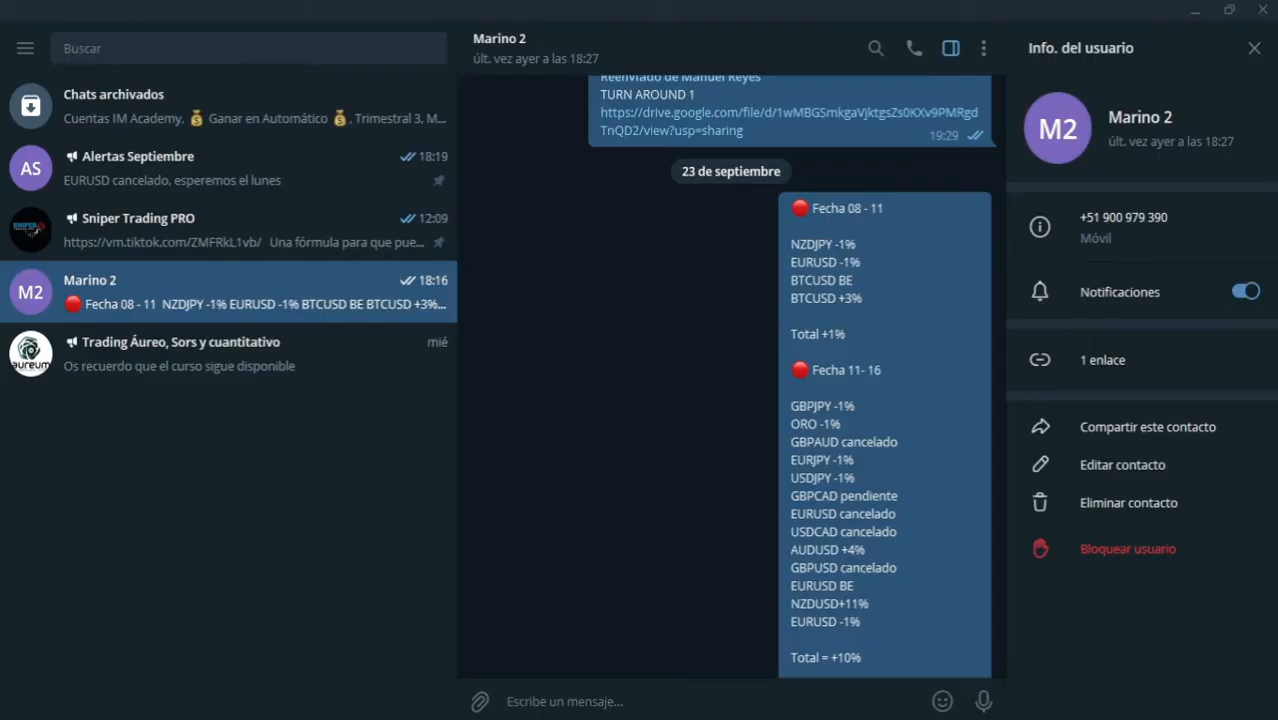 Buscar
Chats archivados
Cuentas IM Academy, 💰 Ganar en Automático 💰, Trimestral 3, M...
AS
Alertas Septiembre
18:19
EURUSD cancelado, esperemos el lunes
Sniper Trading PRO
12:09
https://vm.tiktok.com/ZMFRkL1vb/ Una fórmula para que pue...
M2
Marino 2
18:16
🔴 Fecha 08 - 11 NZDJPY -1% EURUSD -1% BTCUSD BE BTCUSD +3%...
aureum
Trading Áureo, Sors y cuantitativo
mié
Os recuerdo que el curso sigue disponible
Marino 2
últ. vez ayer a las 18:27
Reenviado de Manuel Reyes
TURN AROUND 1
https://drive.google.com/file/d/1wMBGSmkgaVjktgsZs0KXv9PMRgd
TnQD2/view?usp=sharing
19:29
23 de septiembre
🔴 Fecha 08 - 11
NZDJPY -1%
EURUSD -1%
BTCUSD BE
BTCUSD +3%
Total +1%
🔴 Fecha 11- 16
GBPJPY -1%
ORO -1%
GBPAUD cancelado
EURJPY -1%
USDJPY -1%
GBPCAD pendiente
EURUSD cancelado
USDCAD cancelado
AUDUSD +4%
GBPUSD cancelado
EURUSD BE
NZDUSD+11%
EURUSD -1%
Total = +10%
Escribe un mensaje...
Info. del usuario
M2
Marino 2
últ. vez ayer a las 18:27
+51 900 979 390
Móvil
Notificaciones
1 enlace
Compartir este contacto
Editar contacto
Eliminar contacto
Bloquear usuario